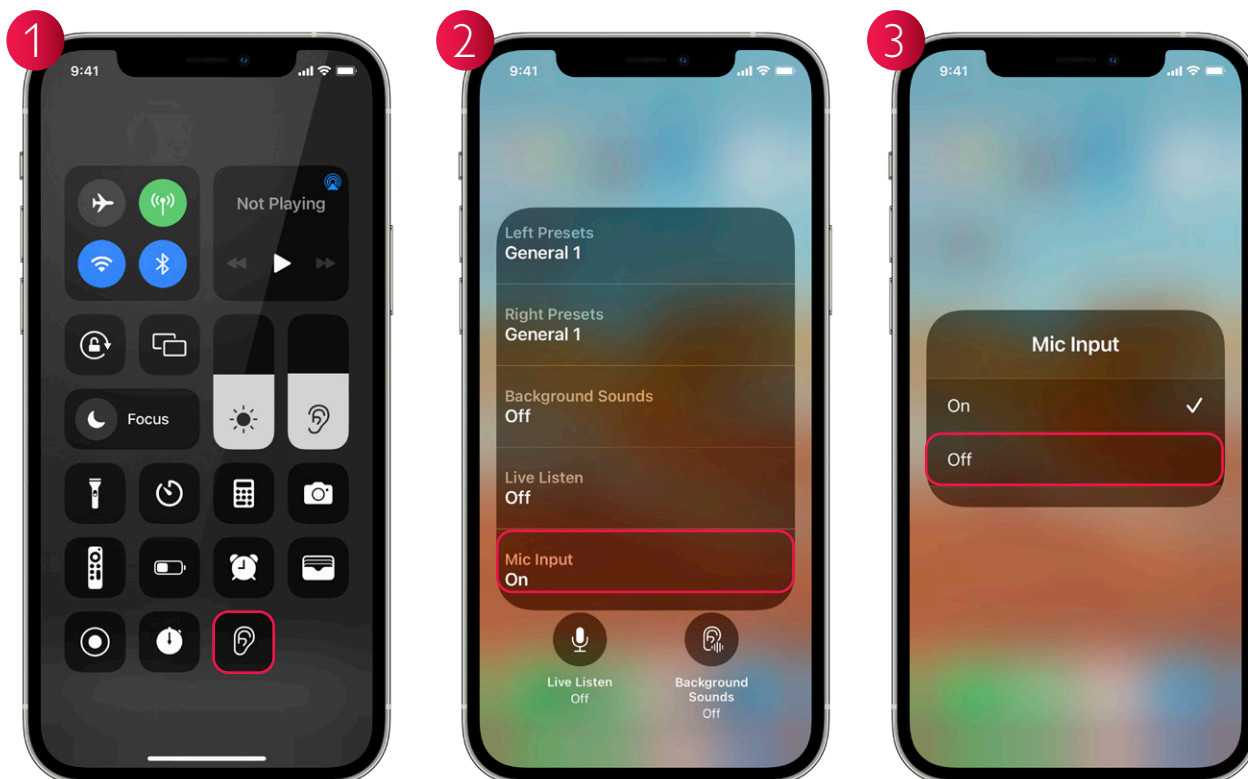 1
9:41
Not Playing
Focus
2
9:41
Left Presets
General 1
Right Presets
General 1
Background Sounds
Off
Live Listen
Off
Mic Input
On
Live Listen
Off
Background
Sounds
Off
3
9:41
Mic Input
On
Off